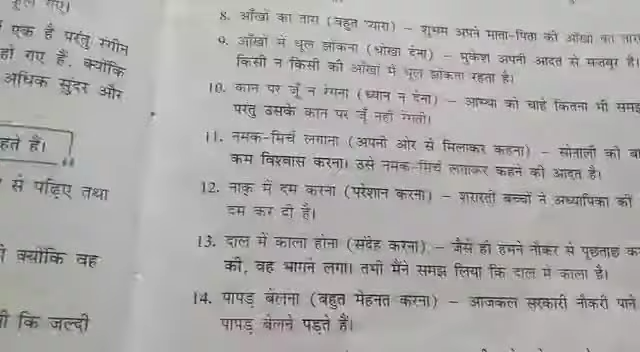 एक है परंतु रंगीन
हो गए हैं, क्योंकि
अधिक सुंदर और
हते हैं।
से पढ़िए तथा
क्योंकि वह
कि जल्दी
8. आँखों का तारा (बहुत प्यारा) – शुभम अपने माता-पिता की आँखों का तारा
9. आँखों में धूल झोंकना (धोखा देना) – मुकेश अपनी आदत से मजबूर है।
किसी न किसी की आँखों में धूल झोंकता रहता है।
10. कान पर जूँ न रेंगना (ध्यान न देना) – आस्था को चाहे कितना भी समझ
परंतु उसके कान पर जूँ नहीं रेंगती।
11. नमक-मिर्च लगाना (अपनी ओर से मिलाकर कहना) – सोनाली की बा
कम विश्वास करना। उसे नमक-मिर्च लगाकर कहने की आदत है।
12. नाक में दम करना (परेशान करना) – शरारती बच्चों ने अध्यापिका की
दम कर दी है।
13. दाल में काला होना (संदेह करना) – जैसे ही हमने नौकर से पूछताछ कर
की, वह भागने लगा। तभी मैंने समझ लिया कि दाल में काला है।
14. पापड़ बेलना (बहुत मेहनत करना) – आजकल सरकारी नौकरी पाने
पापड़ बेलने पड़ते हैं।